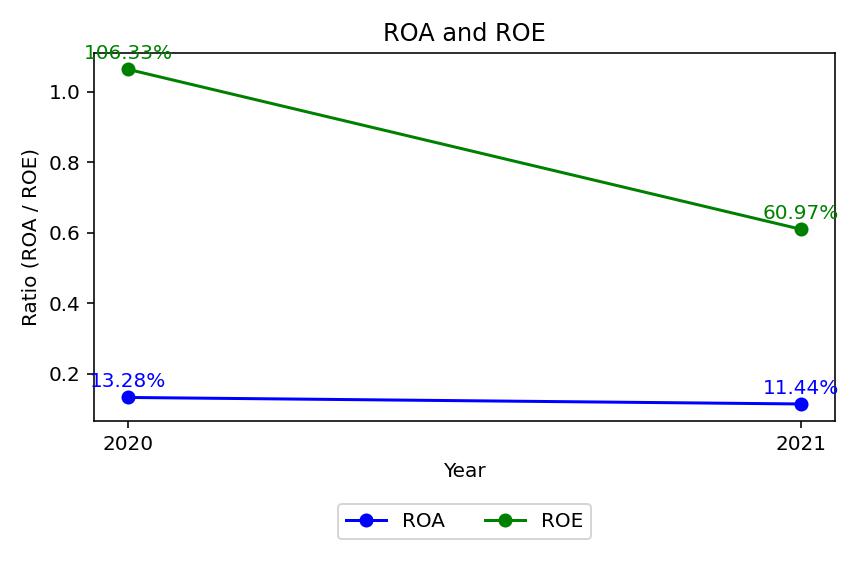 ROA and ROE
106.33%
1.0
0.8
60.97%
0.6
0.4
0.2
13.28%
11.44%
Ratio (ROA / ROE)
2020
2021
Year
ROA
ROE